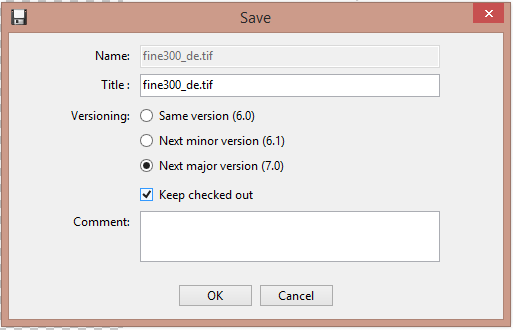 Save
Name: fine300_de.tif
Title : fine300_de.tif
Versioning: Same version (6.0)
Next minor version (6.1)
Next major version (7.0)
Keep checked out
Comment:
OK Cancel